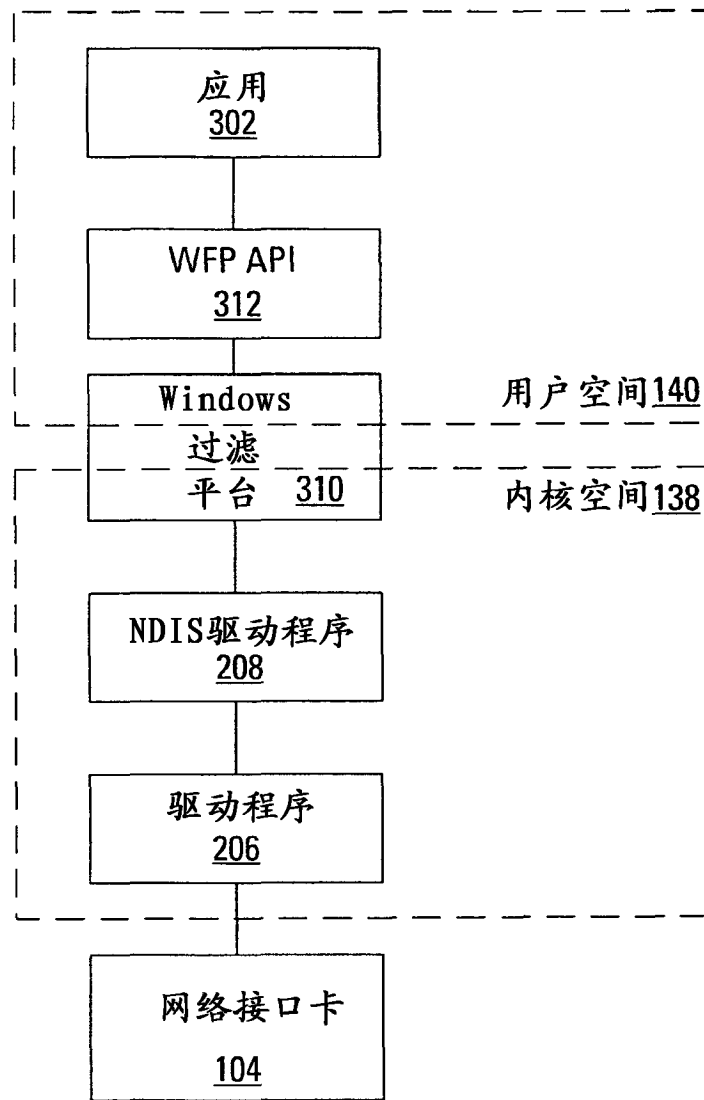 应用
302
WFP API
312
Windows
过滤
平台 310
用户空间140
内核空间138
NDIS驱动程序
208
驱动程序
206
网络接口卡
104